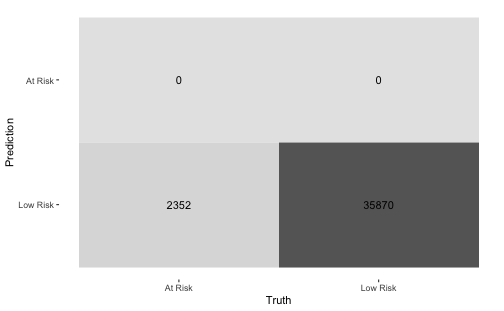 Prediction
At Risk
0 0
Low Risk
2352 35870
At Risk Low Risk
Truth